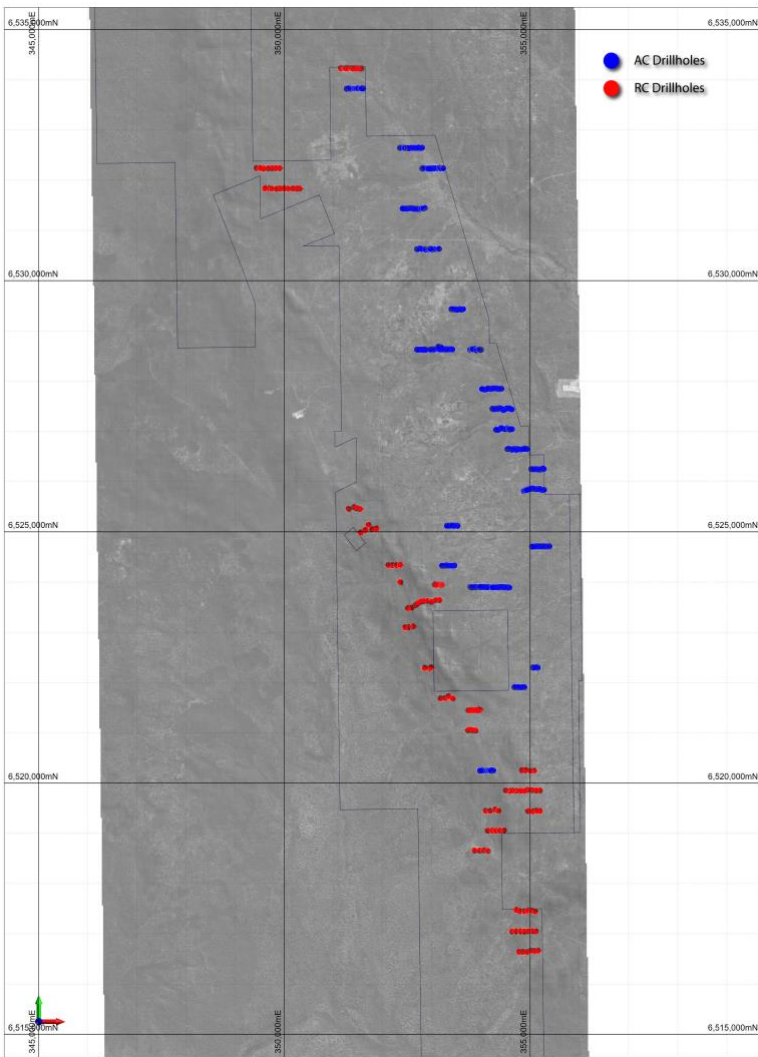 345,000mE
350,000mE
355,000mE
6,535,000mN
6,535,000mN
AC Drillholes
RC Drillholes
6,530,000mN
6,530,000mN
6,525,000mN
6,525,000mN
6,520,000mN
6,520,000mN
6,515,000mN
6,515,000mN
345,000mE
350,000mE
355,000mE